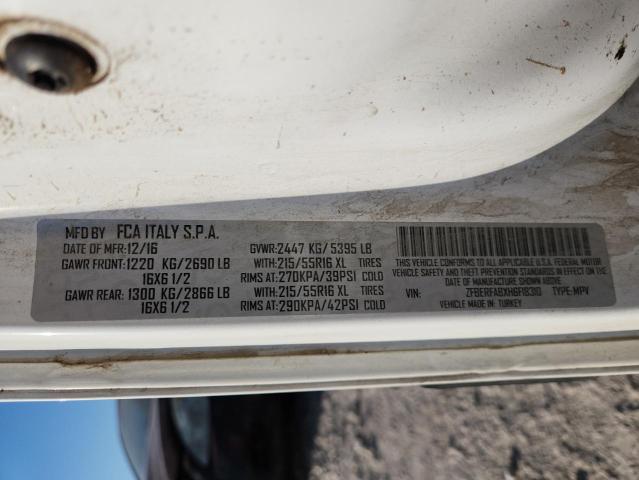 MFD BY FCA ITALY S.P.A.
DATE OF MFR: 12/16 GVWR: 2447 KG/ 5395 LB
GAWR FRONT: 1220 KG/2690 LB WITH: 215/55R16 XL TIRES
16X6 1/2 RIMS AT: 270KPA/39PSI COLD
GAWR REAR: 1300 KG/2866 LB WITH: 215/55R16 XL TIRES
16X6 1/2 RIMS AT: 290KPA/42PSI COLD
THIS VEHICLE CONFORMS TO ALL APPLICABLE U.S.A. FEDERAL MOTOR
VEHICLE SAFETY AND THEFT PREVENTION STANDARDS IN EFFECT ON THE
DATE OF MANUFACTURE SHOWN ABOVE.
VIN: ZFBERFABXH6F18310 TYPE: MPV
VEHICLE MADE IN: TURKEY